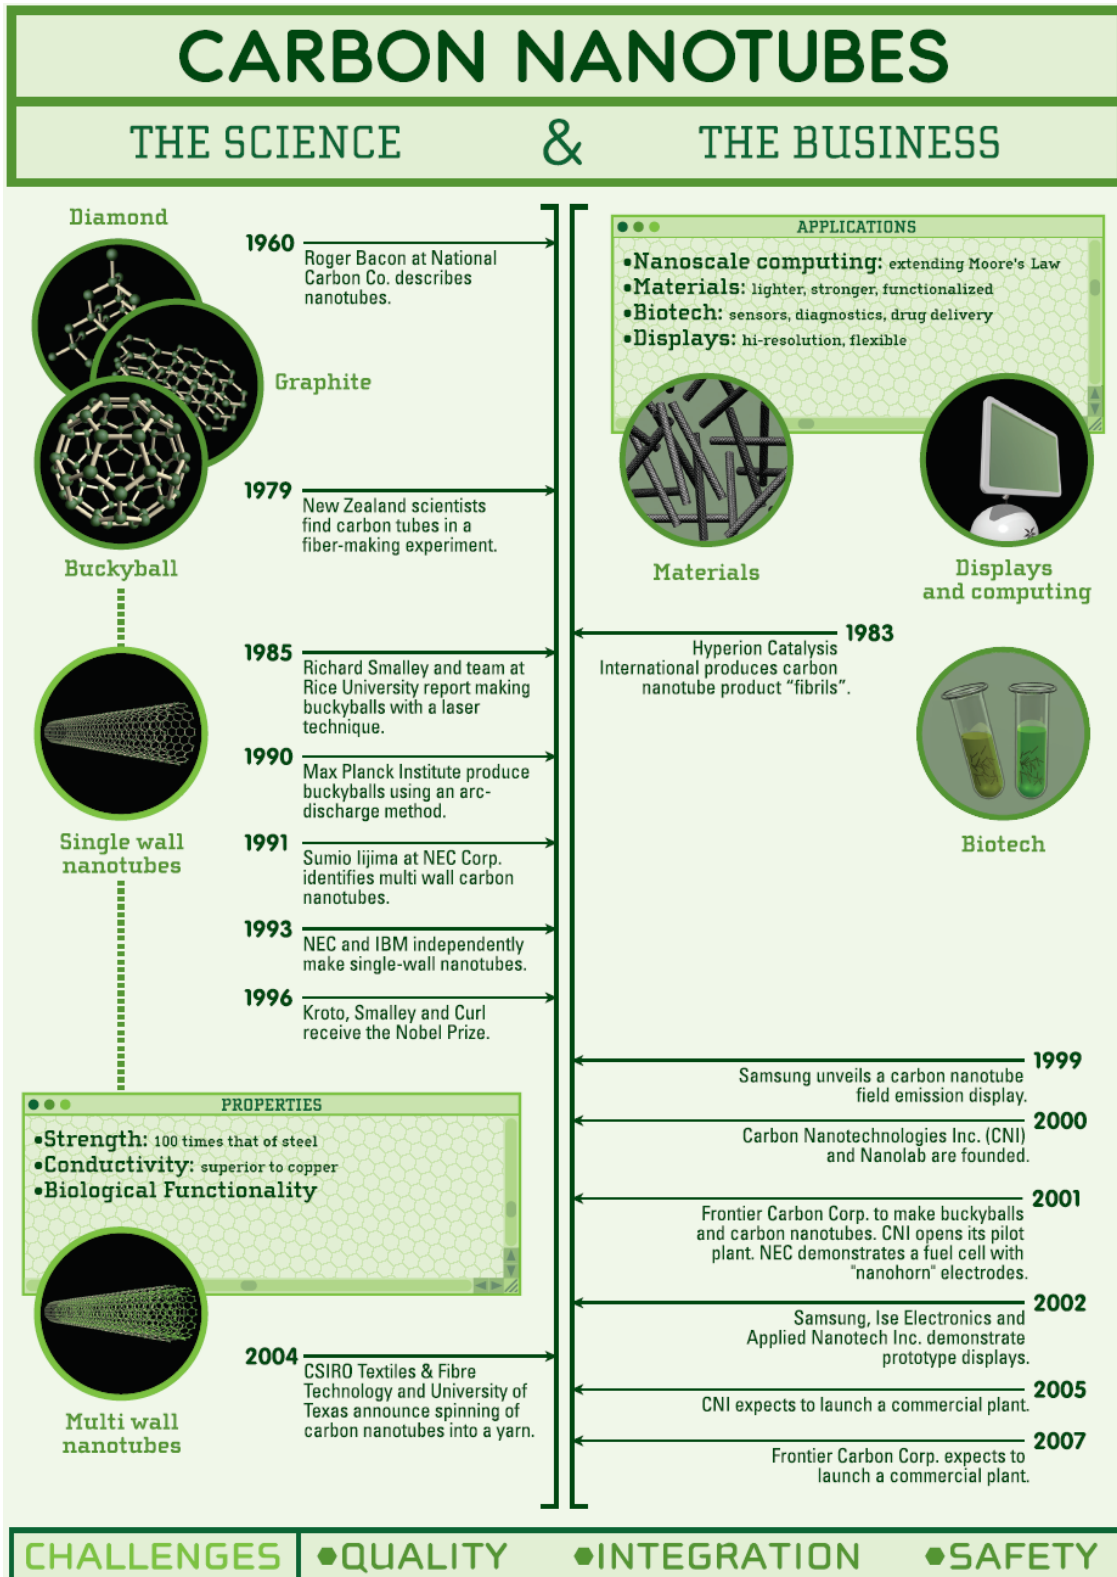 CARBON NANOTUBES
THE SCIENCE & THE BUSINESS
Diamond
Graphite
Buckyball
Single wall
nanotubes
1960
Roger Bacon at National
Carbon Co. describes
nanotubes.
1979
New Zealand scientists
find carbon tubes in a
fiber-making experiment.
1985
Richard Smalley and team at
Rice University report making
buckyballs with a laser
technique.
1990
Max Planck Institute produce
buckyballs using an arc-
discharge method.
1991
Sumio Iijima at NEC Corp.
identifies multi wall carbon
nanotubes.
1993
NEC and IBM independently
make single-wall nanotubes.
1996
Kroto, Smalley and Curl
receive the Nobel Prize.
PROPERTIES
•Strength: 100 times that of steel
•Conductivity: superior to copper
•Biological Functionality
Multi wall
nanotubes
2004
CSIRO Textiles & Fibre
Technology and University of
Texas announce spinning of
carbon nanotubes into a yarn.
APPLICATIONS
•Nanoscale computing: extending Moore's Law
•Materials: lighter, stronger, functionalized
•Biotech: sensors, diagnostics, drug delivery
•Displays: hi-resolution, flexible
Materials
Displays
and computing
1983
Hyperion Catalysis
International produces carbon
nanotube product “fibrils”.
Biotech
1999
Samsung unveils a carbon nanotube
field emission display.
2000
Carbon Nanotechnologies Inc. (CNI)
and Nanolab are founded.
2001
Frontier Carbon Corp. to make buckyballs
and carbon nanotubes. CNI opens its pilot
plant. NEC demonstrates a fuel cell with
"nanohorn" electrodes.
2002
Samsung, Ise Electronics and
Applied Nanotech Inc. demonstrate
prototype displays.
2005
CNI expects to launch a commercial plant.
2007
Frontier Carbon Corp. expects to
launch a commercial plant.
CHALLENGES QUALITY INTEGRATION SAFETY